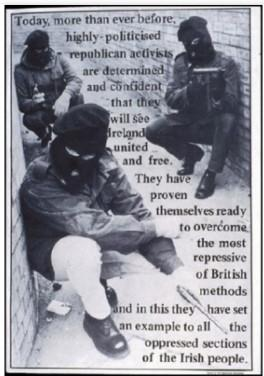 Today, more than ever before,
highly-politicised
republican activists
are determined
and confident
that they
will see
Ireland
united
and free.
They have
proven
themselves ready
to overcome
the most
repressive
of British
methods
and in this they have set
an example to all the
oppressed sections
of the Irish people.